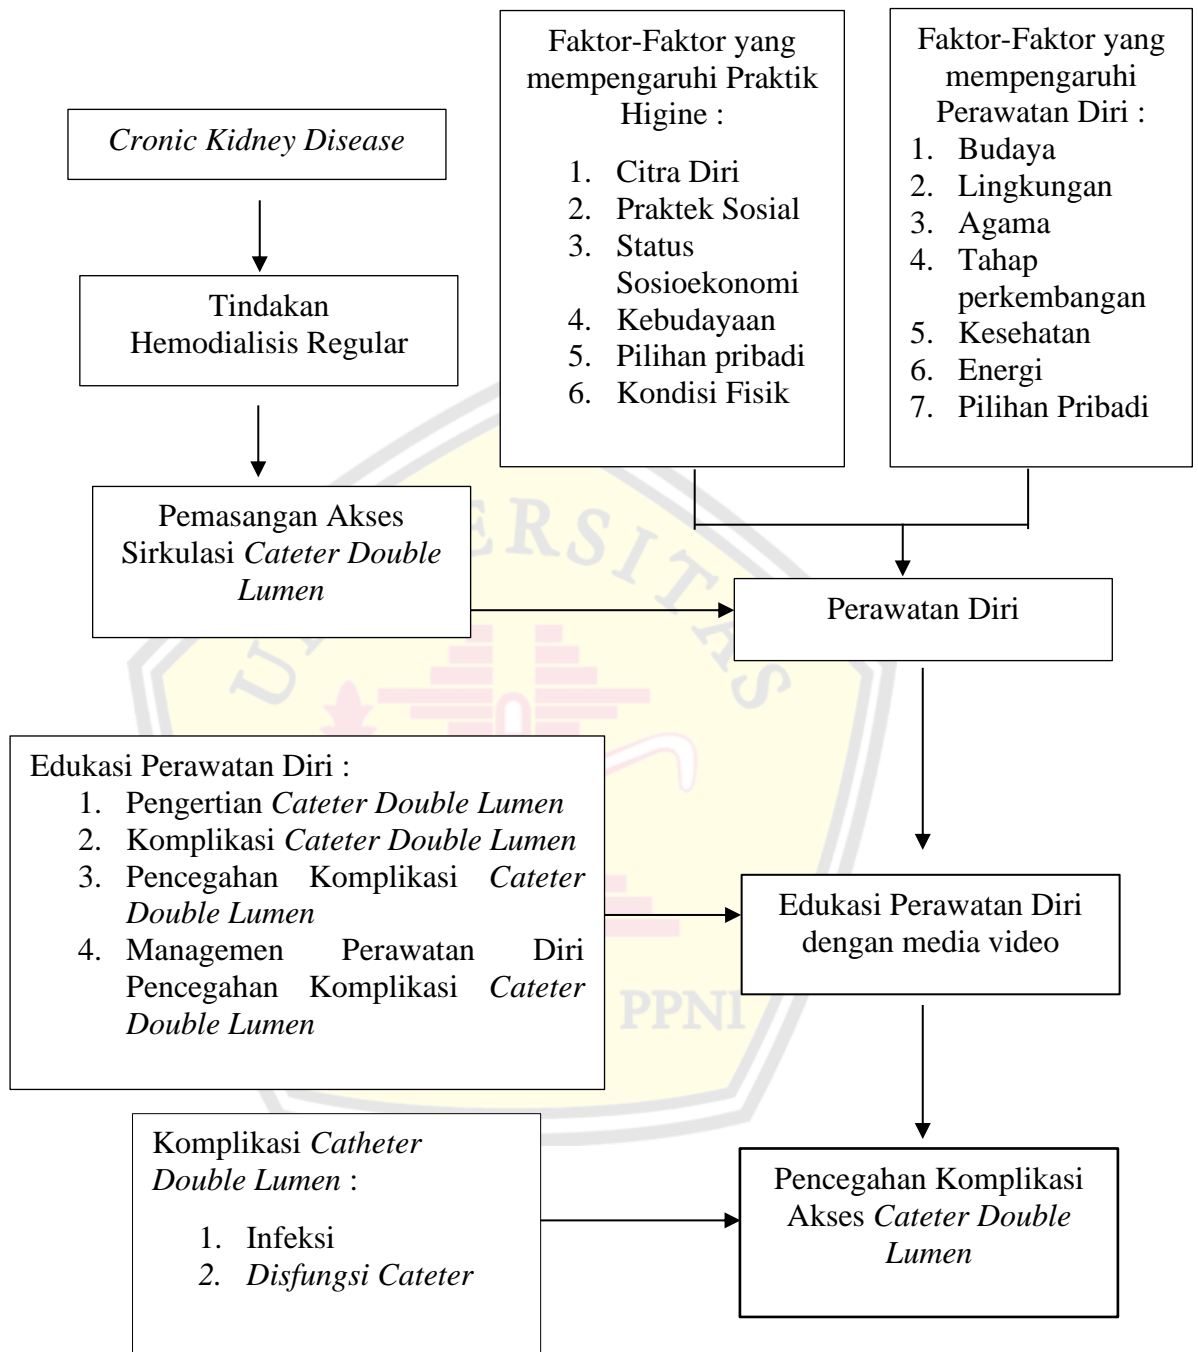 Faktor-Faktor yang
mempengaruhi Praktik
Higine :
1. Citra Diri
2. Praktek Sosial
3. Status
Sosioekonomi
4. Kebudayaan
5. Pilihan pribadi
6. Kondisi Fisik
Faktor-Faktor yang
mempengaruhi
Perawatan Diri :
1. Budaya
2. Lingkungan
3. Agama
4. Tahap
perkembangan
5. Kesehatan
6. Energi
7. Pilihan Pribadi
Cronic Kidney Disease
Tindakan
Hemodialisis Regular
Pemasangan Akses
Sirkulasi Cateter Double
Lumen
Perawatan Diri
Edukasi Perawatan Diri :
1. Pengertian Cateter Double Lumen
2. Komplikasi Cateter Double Lumen
3. Pencegahan Komplikasi Cateter
Double Lumen
4. Managemen Perawatan Diri
Pencegahan Komplikasi Cateter
Double Lumen
Edukasi Perawatan Diri
dengan media video
PPNI
Komplikasi Catheter
Double Lumen :
1. Infeksi
2. Disfungsi Cateter
Pencegahan Komplikasi
Akses Cateter Double
Lumen